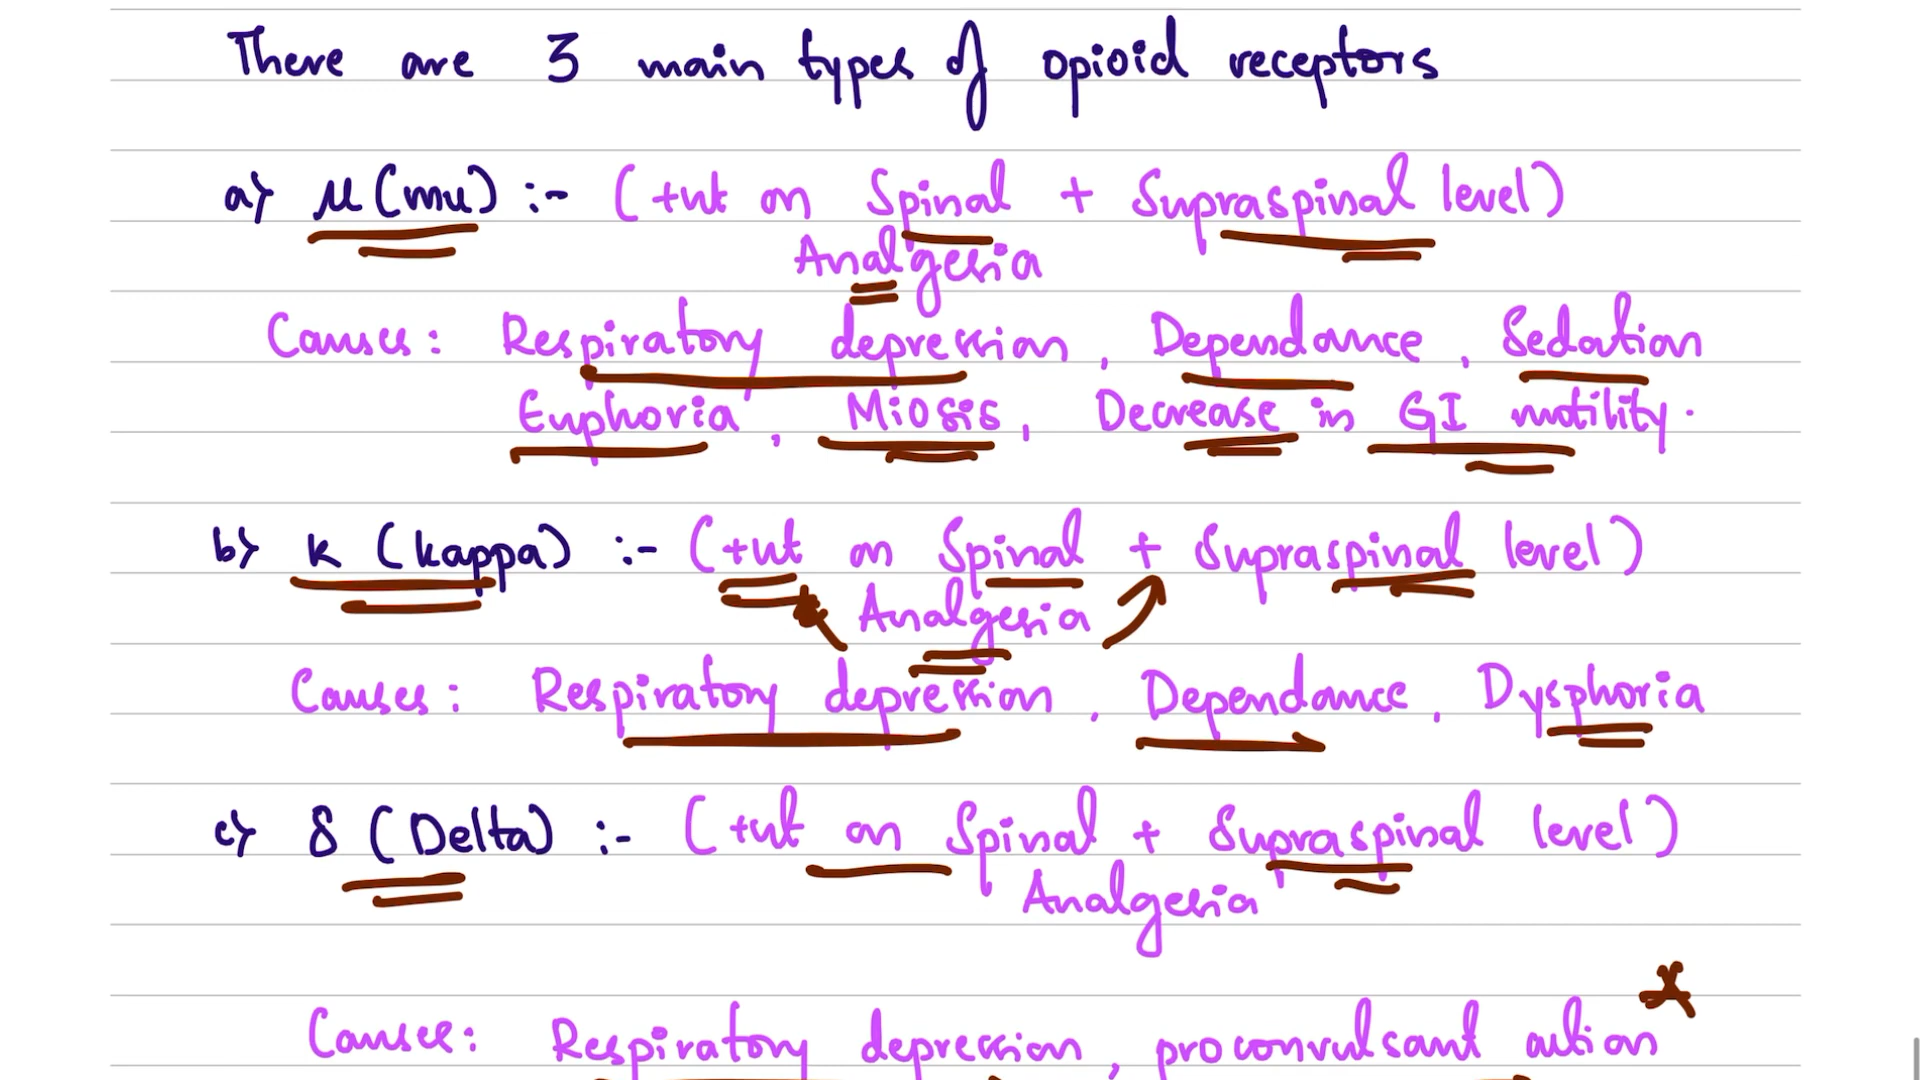 There are 3 main types of opioid receptors
a) μ (mu) :- (+nt on Spinal + Supraspinal level)
Analgesia
Causes: Respiratory depression, Dependance, Sedation
Euphoria, Miosis, Decrease in GI motility.
b) κ (kappa) :- (+nt on Spinal + Supraspinal level)
Analgesia
Causes: Respiratory depression, Dependance, Dysphoria
c) δ (Delta) :- (+nt on Spinal + Supraspinal level)
Analgesia
Causes: Respiratory depression, proconvulsant action